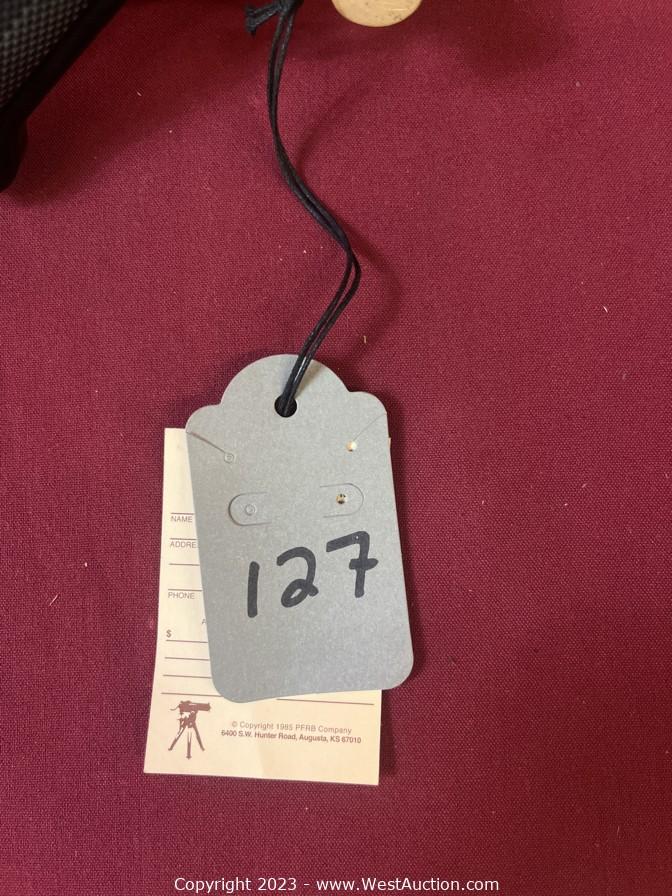 NAME
ADDRE
PHONE
127
$
© Copyright 1985 PFRB Company
6400 S.W. Hunter Road, Augusta, KS 67010
Copyright 2023 - www.WestAuction.com